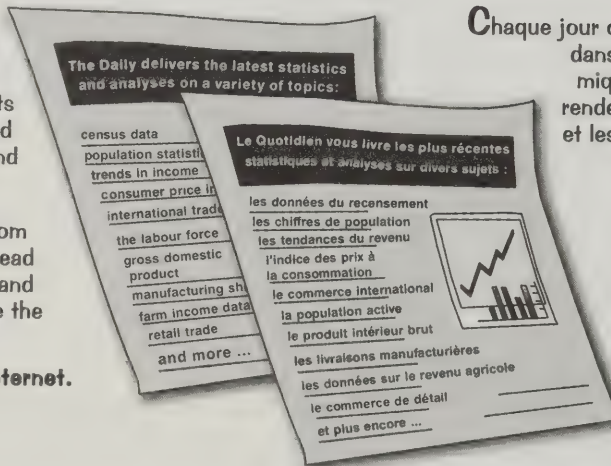 ts
d
nd
om
ead
and
e the
ternet.
The Daily delivers the latest statistics
and analyses on a variety of topics:
census data
population statisti
trends in income
consumer price in
international trade
the labour force
gross domestic
product
manufacturing sh
farm income data
retail trade
and more ...
Le Quotidien vous livre les plus récentes
statistiques et analyses sur divers sujets :
les données du recensement
les chiffres de population
les tendances du revenu
l'indice des prix à
la consommation
le commerce international
la population active
le produit intérieur brut
les livraisons manufacturières
les données sur le revenu agricole
le commerce de détail
et plus encore ...
Chaque jour
dans
miq
rende
et les